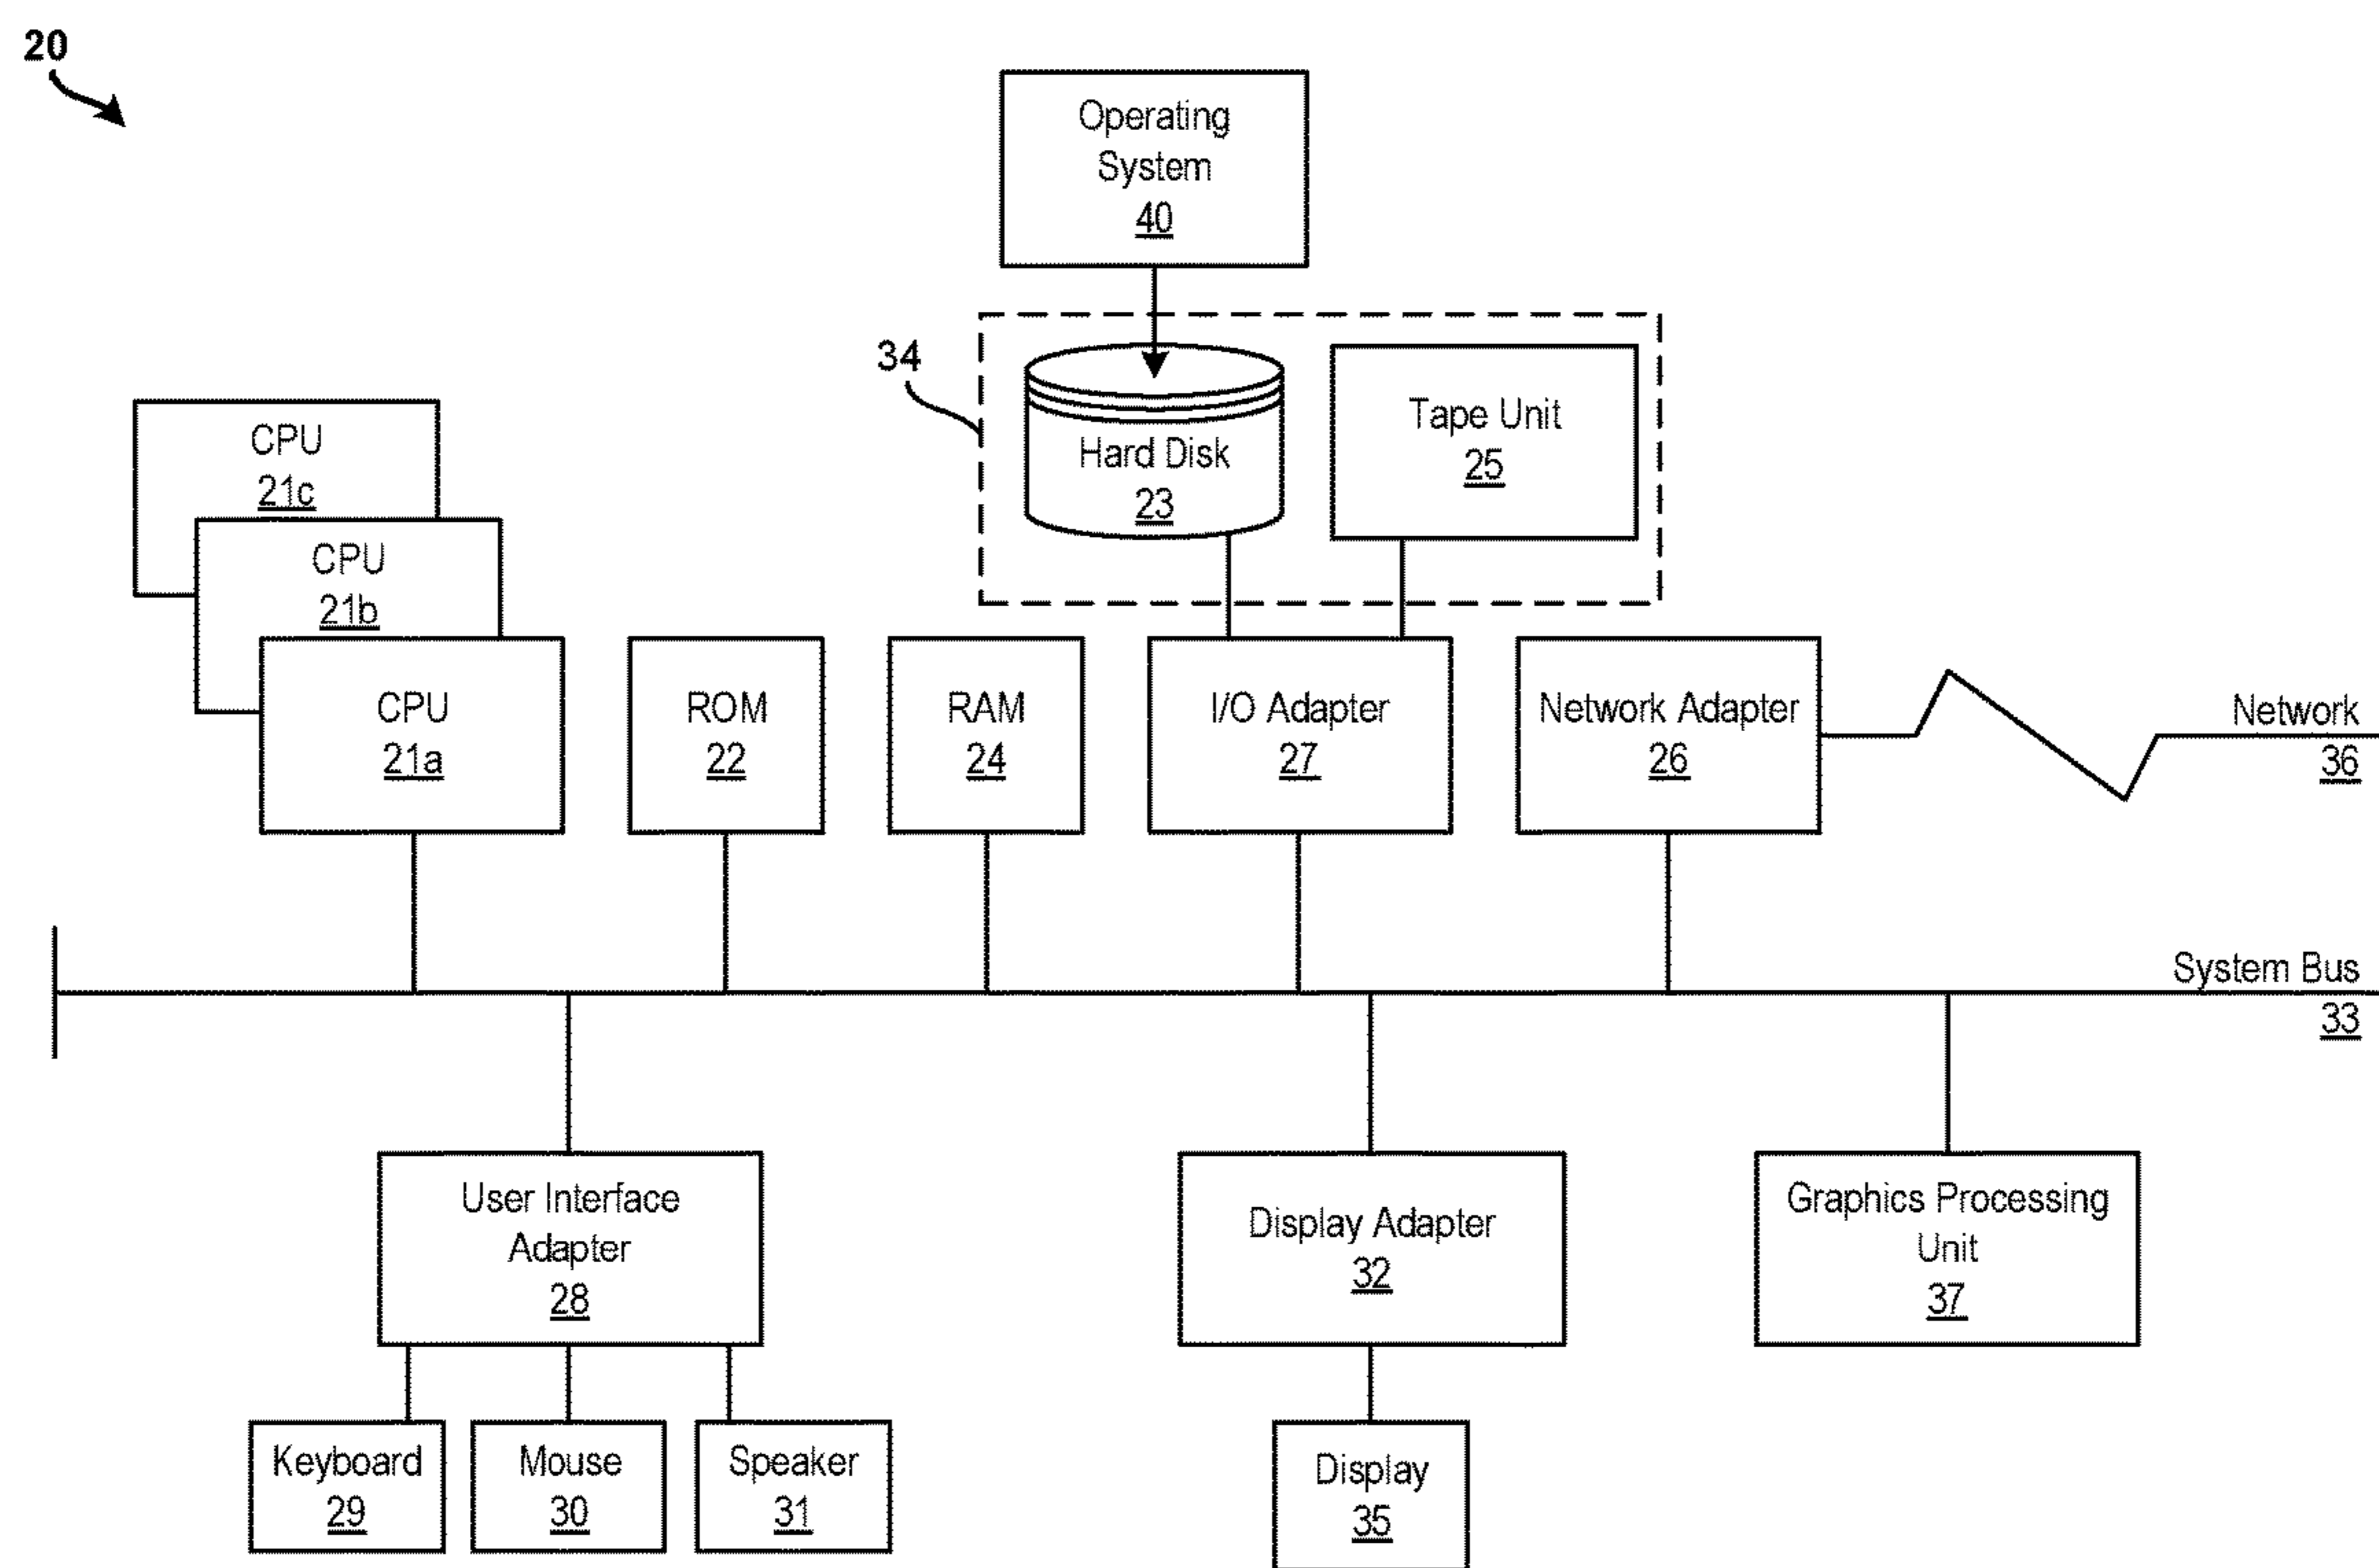 20
Operating
System
40
34
Hard Disk
23
Tape Unit
25
CPU
21c
CPU
21b
CPU
21a
ROM
22
RAM
24
I/O Adapter
27
Network Adapter
26
Network
36
System Bus
33
User Interface
Adapter
28
Display Adapter
32
Graphics Processing
Unit
37
Keyboard
29
Mouse
30
Speaker
31
Display
35